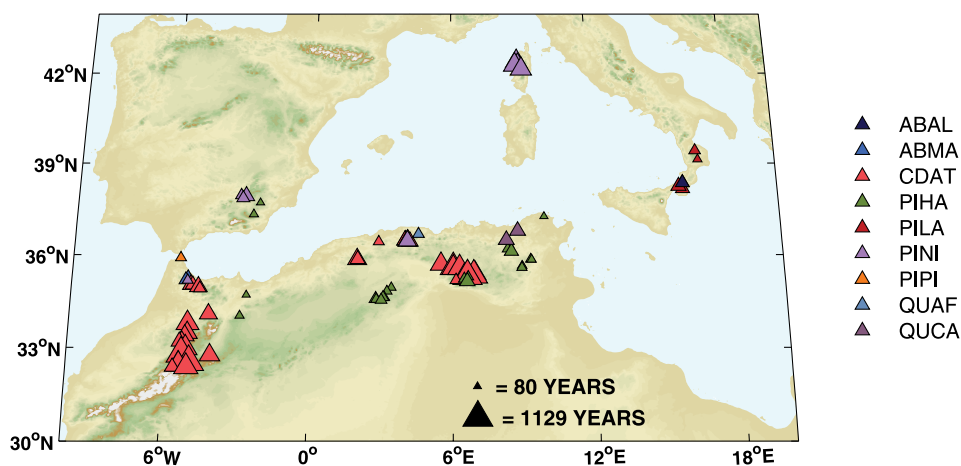 42°N
39°N
36°N
33°N
30°N
6°W
0°
6°E
12°E
18°E
= 80 YEARS
= 1129 YEARS
ABAL
ABMA
CDAT
PIHA
PILA
PINI
PIPI
QUAF
QUCA